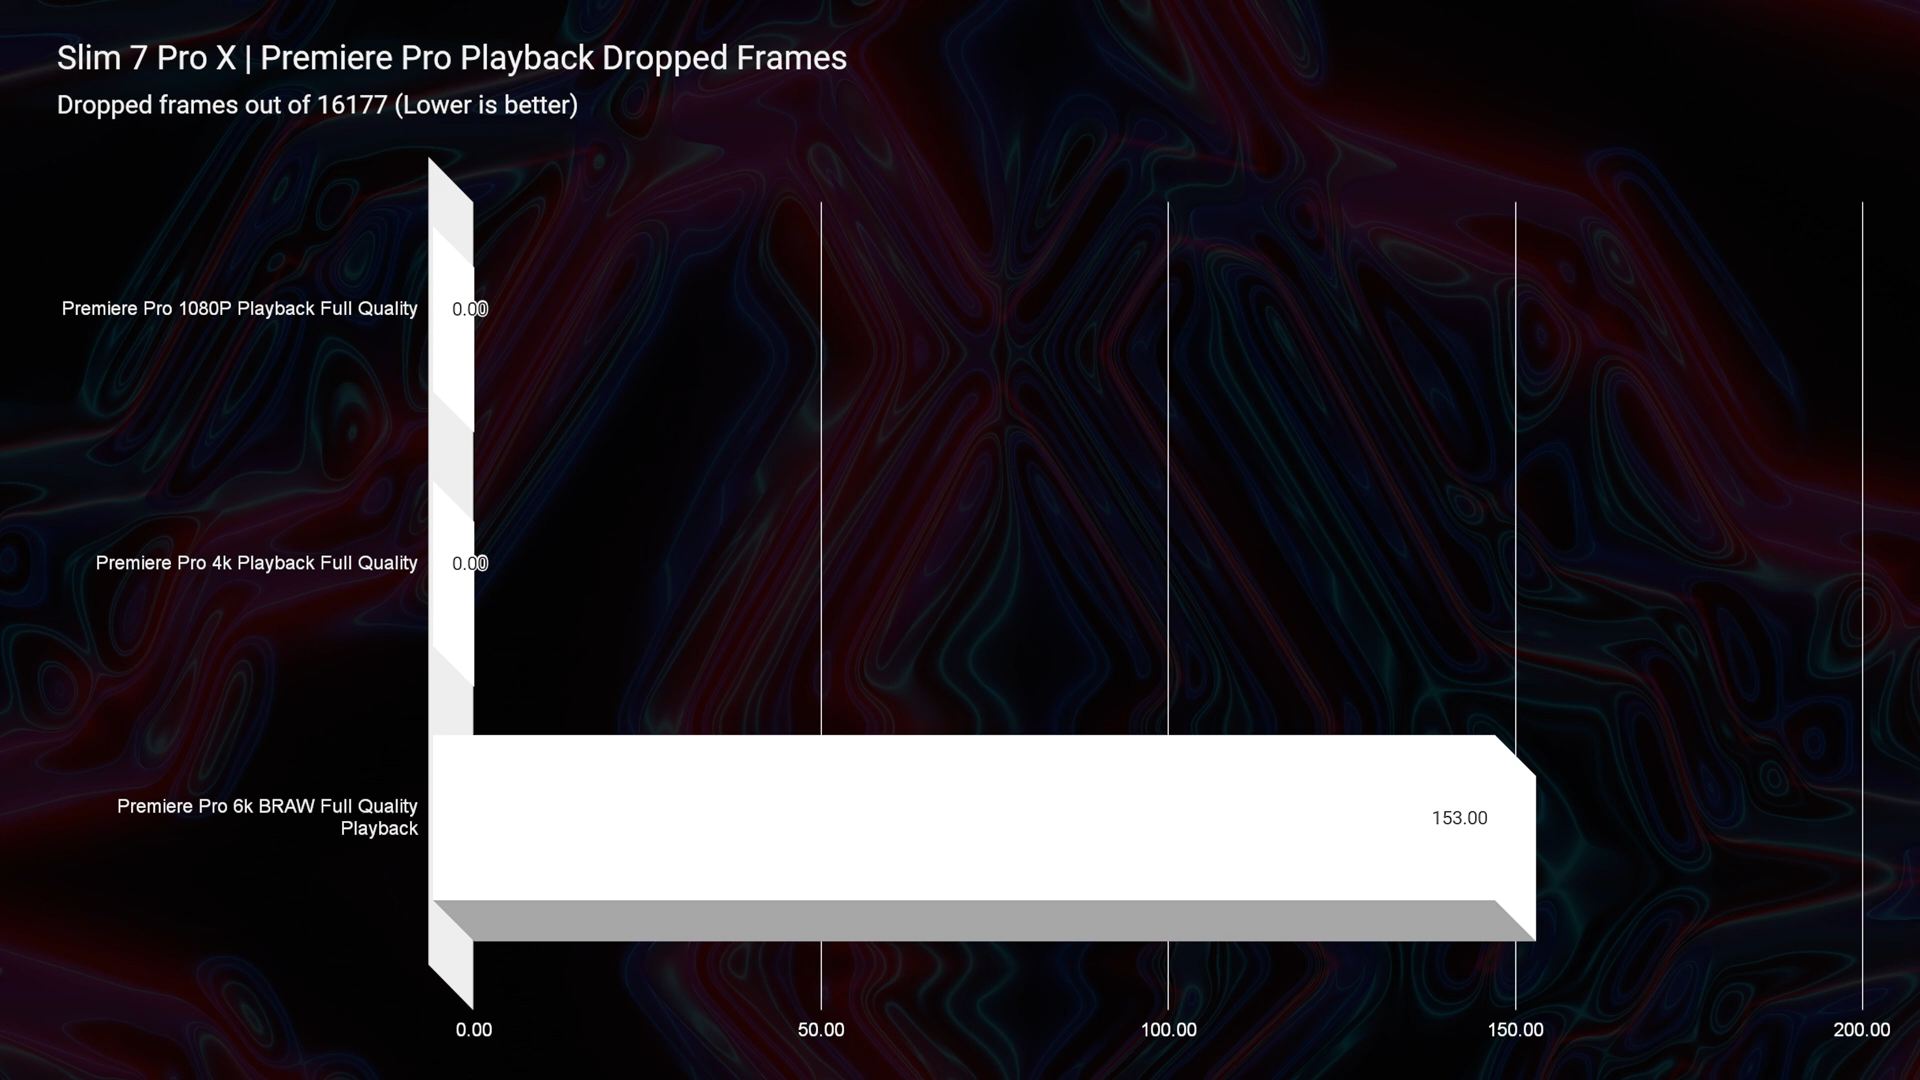 Slim 7 Pro X | Premiere Pro Playback Dropped Frames
Dropped frames out of 16177 (Lower is better)
Premiere Pro 1080P Playback Full Quality
0.00
Premiere Pro 4k Playback Full Quality
0.00
Premiere Pro 6k BRAW Full Quality
Playback
153.00
0.00
50.00
100.00
150.00
200.00